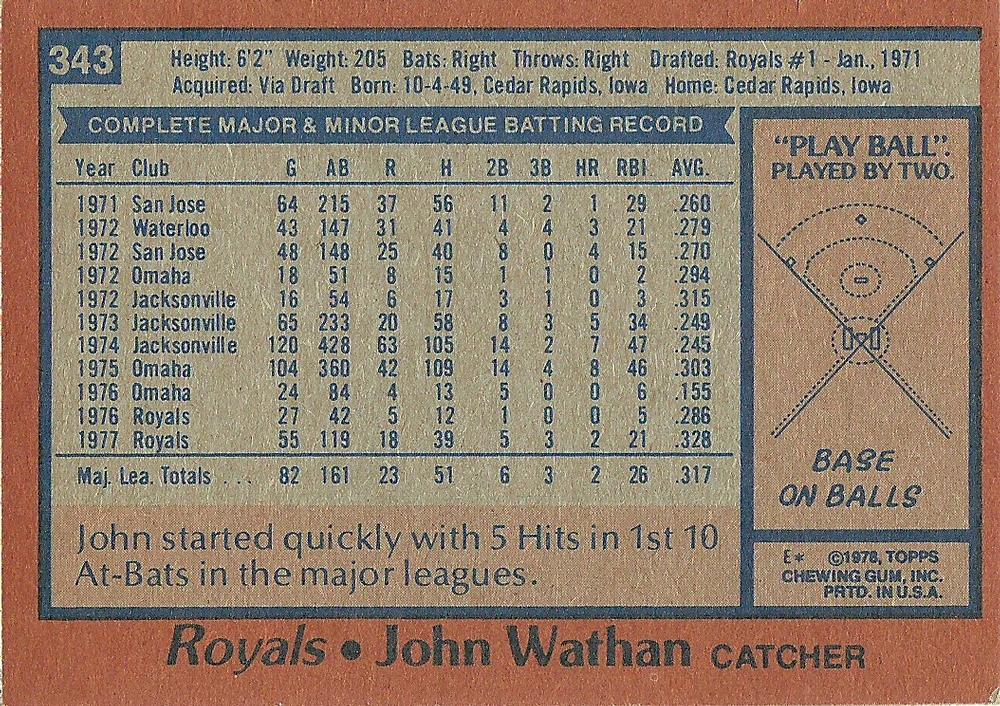 343
Height: 6'2" Weight: 205 Bats: Right Throws: Right Drafted: Royals #1 - Jan., 1971
Acquired: Via Draft Born: 10-4-49, Cedar Rapids, Iowa Home: Cedar Rapids, Iowa
COMPLETE MAJOR & MINOR LEAGUE BATTING RECORD
Year Club G AB R H 2B 3B HR RBI AVG.
1971 San Jose 64 215 37 56 11 2 1 29 .260
1972 Waterloo 43 147 31 41 4 4 3 21 .279
1972 San Jose 48 148 25 40 8 0 4 15 .270
1972 Omaha 18 51 8 15 1 1 0 2 .294
1972 Jacksonville 16 54 6 17 3 1 0 3 .315
1973 Jacksonville 65 233 20 58 8 3 5 34 .249
1974 Jacksonville 120 428 63 105 14 2 7 47 .245
1975 Omaha 104 360 42 109 14 4 8 46 .303
1976 Omaha 24 84 4 13 5 0 0 6 .155
1976 Royals 27 42 5 12 1 0 0 5 .286
1977 Royals 55 119 18 39 5 3 2 21 .328
Maj. Lea. Totals . . . 82 161 23 51 6 3 2 26 .317
John started quickly with 5 Hits in 1st 10
At-Bats in the major leagues.
"PLAY BALL".
PLAYED BY TWO.
BASE
ON BALLS
E* ©1978, TOPPS
CHEWING GUM, INC.
PRTD. IN U.S.A.
Royals • John Wathan CATCHER